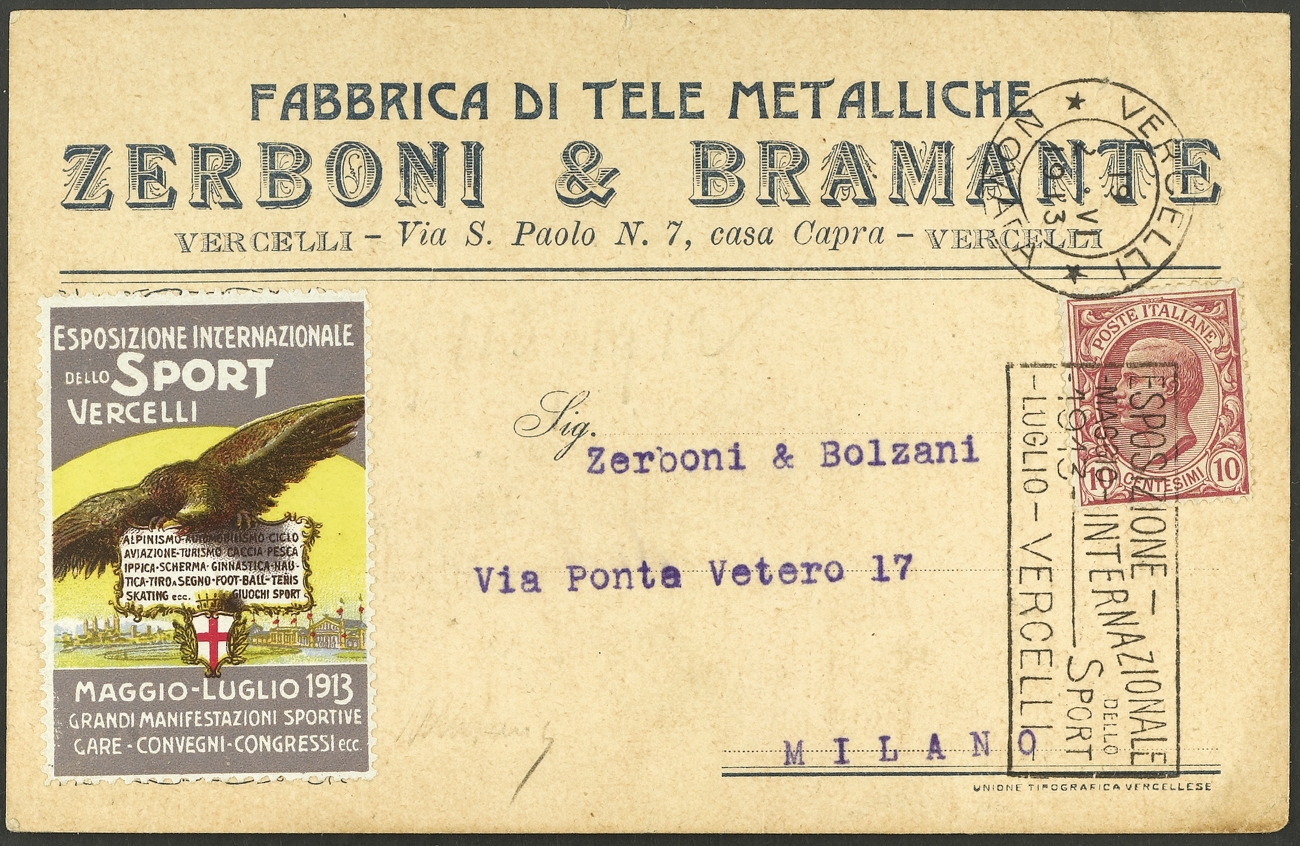 FABBRICA DI TELE METALLICHE
ZERBONI & BRAMANTE
VERCELLI – Via S. Paolo N. 7, casa Capra – VERCELLI
VERCELLI
★ NOVARA ★
VI
ESPOSIZIONE INTERNAZIONALE
DELLO SPORT
VERCELLI
ALPINISMO-AUTOMOBILISMO-CICLO
AVIAZIONE-TURISMO CACCIA PESCA
IPPICA-SCHERMA-GINNASTICA-NAU-
TICA-TIRO A SEGNO-FOOT-BALL-TENIS
SKATING ecc. GIUOCHI SPORT
MAGGIO-LUGLIO 1913
GRANDI MANIFESTAZIONI SPORTIVE
GARE-CONVEGNI-CONGRESSI ecc
POSTE ITALIANE
10 CENTESIMI 10
ESPOSIZIONE –
-MAGGIO- INTERNAZIONALE
-1913- DELLO SPORT
-LUGLIO- VERCELLI
Sig.
Zerboni & Bolzani
Via Ponte Vetero 17
MILANO
UNIONE TIPOGRAFICA VERCELLESE